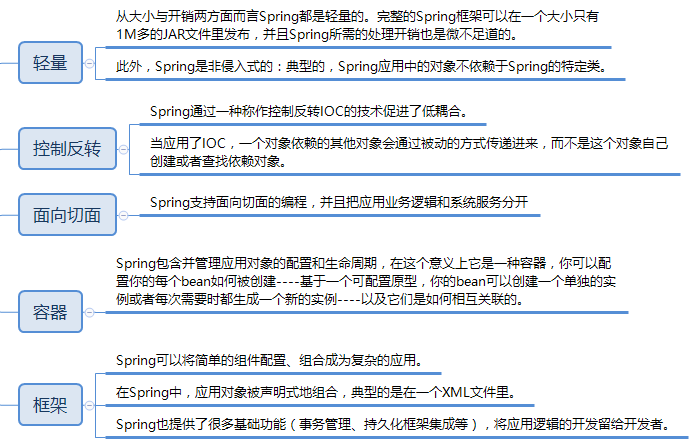 从大小与开销两方面而言Spring都是轻量的。完整的Spring框架可以在一个大小只有
1M多的JAR文件里发布，并且Spring所需的处理开销也是微不足道的。
轻量
此外，Spring是非侵入式的：典型的，Spring应用中的对象不依赖于Spring的特定类。
Spring通过一种称作控制反转IOC的技术促进了低耦合。
控制反转
当应用了IOC，一个对象依赖的其他对象会通过被动的方式传递进来，而不是这个对象自己
创建或者查找依赖对象。
面向切面
Spring支持面向切面的编程，并且把应用业务逻辑和系统服务分开
Spring包含并管理应用对象的配置和生命周期，在这个意义上它是一种容器，你可以配
置你的每个bean如何被创建----基于一个可配置原型，你的bean可以创建一个单独的实
例或者每次需要时都生成一个新的实例----以及它们是如何相互关联的。
容器
Spring可以将简单的组件配置、组合成为复杂的应用。
框架
在Spring中，应用对象被声明式地组合，典型的是在一个XML文件里。
Spring也提供了很多基础功能（事务管理、持久化框架集成等），将应用逻辑的开发留给开发者。